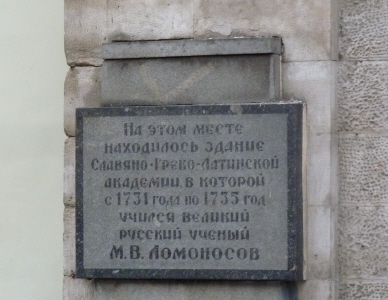 На этом месте
находилось здание
Славяно-Греко-Латинской
академии, в которой
с 1731 года по 1735 год
учился великий
русский ученый
М.В. Ломоносов